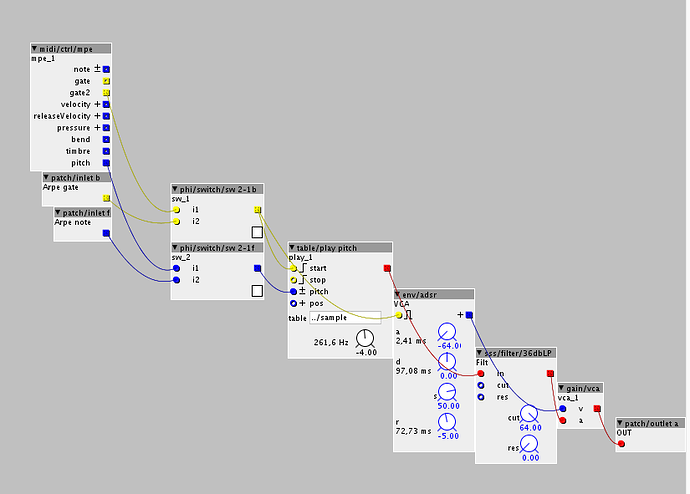 midi/ctrl/mpe
mpe_1
note ±
gate
gate2
velocity +
releaseVelocity +
pressure +
bend
timbre
pitch
patch/inlet b
Arpe gate
patch/inlet f
Arpe note
phi/switch/sw 2-1b
sw_1
i1
i2
phi/switch/sw 2-1f
sw_2
i1
i2
table/play pitch
play_1
start
stop
± pitch
+ pos
table ../sample
261,6 Hz
-4.00
env/adsr
VCA
+
a
2,41 ms
-64.0
d
97,08 ms
0.00
s
50.00
r
72,73 ms
-5.00
sss/filter/36dbLP
Filt
in
cut
res
cut
64.00
res
0.00
gain/vca
vca_1
v
a
patch/outlet a
OUT